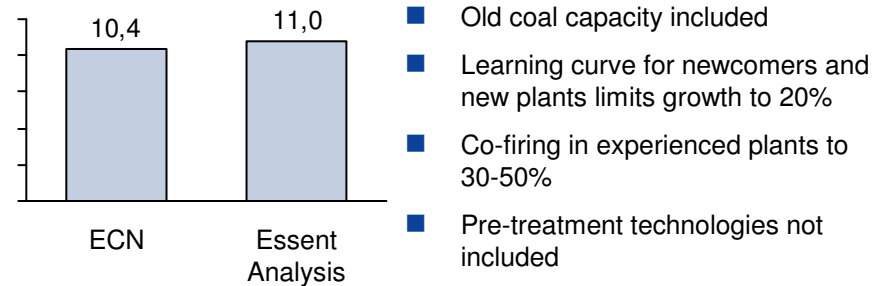 10,4
11,0
ECN
Essent
Analysis
Old coal capacity included
Learning curve for newcomers and
new plants limits growth to 20%
Co-firing in experienced plants to
30-50%
Pre-treatment technologies not
included